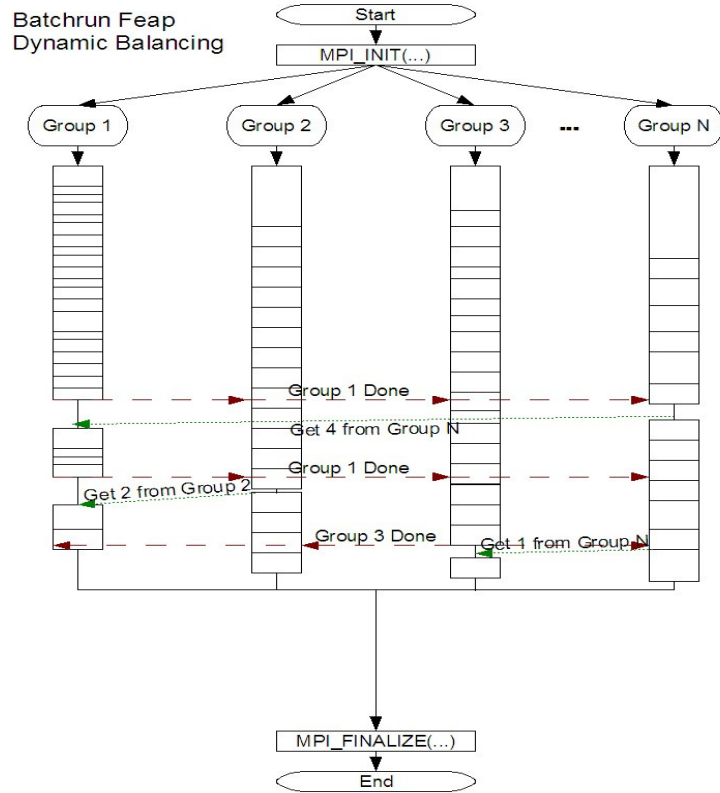 Batchrun Feap
Dynamic Balancing
Start
MPI_INIT(...)
Group 1
Group 2
Group 3
...
Group N
Group 1 Done
Get 4 from Group N
Group 1 Done
Get 2 from Group 2
Group 3 Done
Get 1 from Group N
MPI_FINALIZE(...)
End